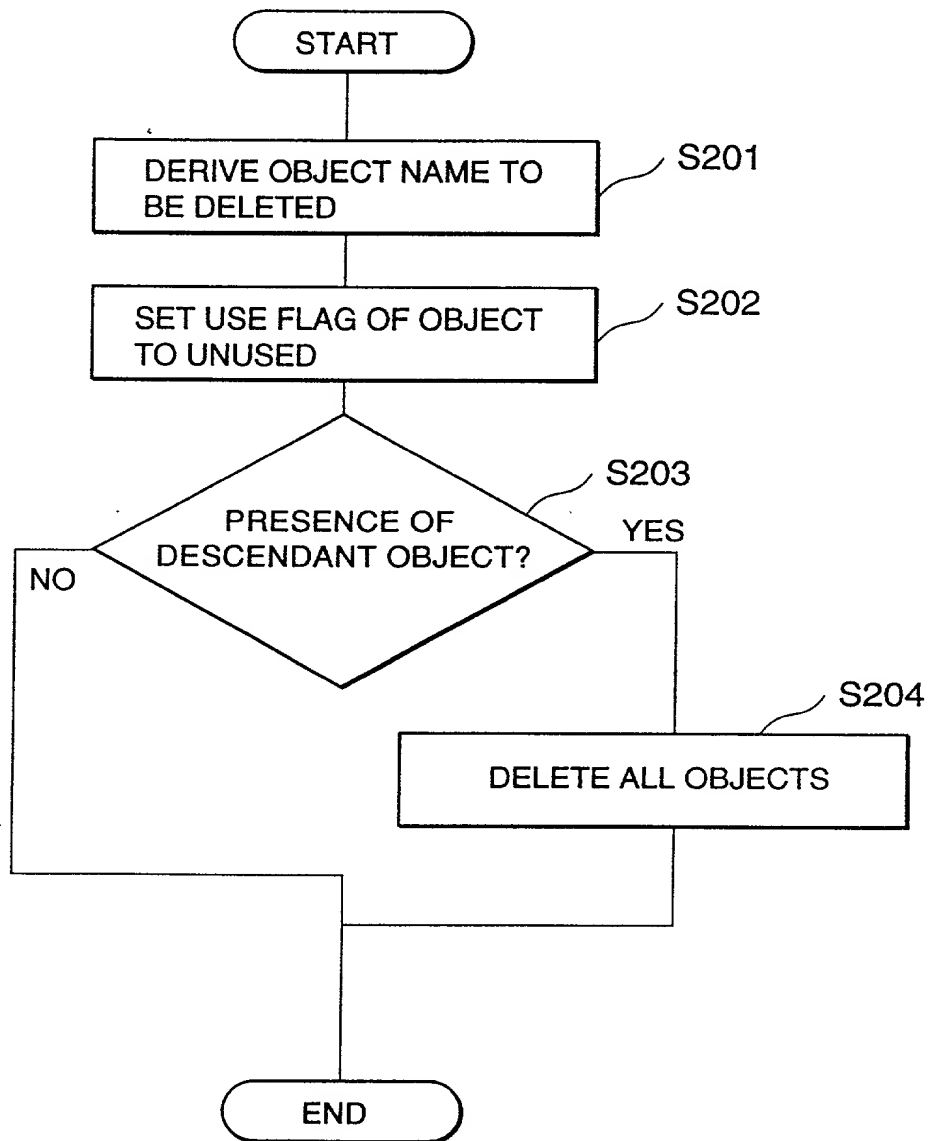 START
DERIVE OBJECT NAME TO
BE DELETED
S201
SET USE FLAG OF OBJECT
TO UNUSED
S202
PRESENCE OF
DESCENDANT OBJECT?
S203
YES
NO
S204
DELETE ALL OBJECTS
END